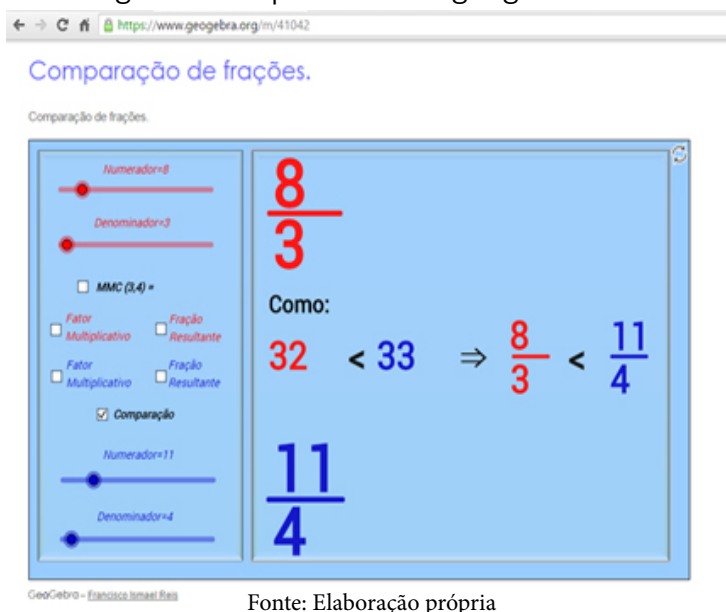 https://www.geogebra.org/m/41042
Comparação de frações.
Comparação de frações.
Numerador=8
Denominador=3
MMC (3,4) =
Fator Multiplicativo
Fração Resultante
Fator Multiplicativo
Fração Resultante
Comparação
Numerador=11
Denominador=4
8
3
Como:
32 < 33 ⇒ 8/3 < 11/4
11
4
GeoGebra – Francisco Ismael Reis
Fonte: Elaboração própria